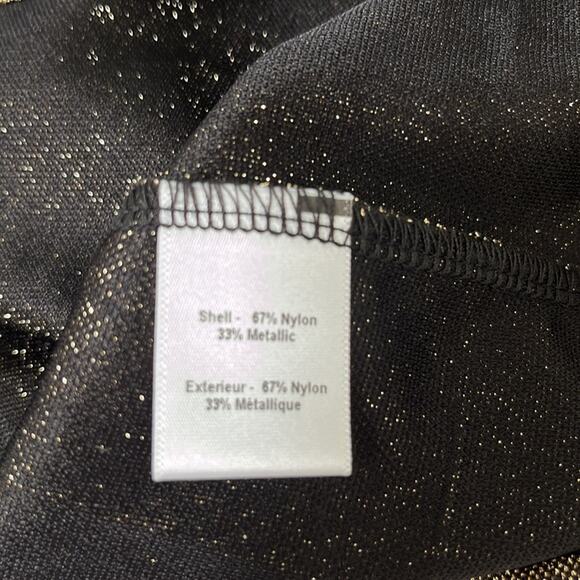 Shell - 67% Nylon
33% Metallic
Exterieur - 67% Nylon
33% Métallique